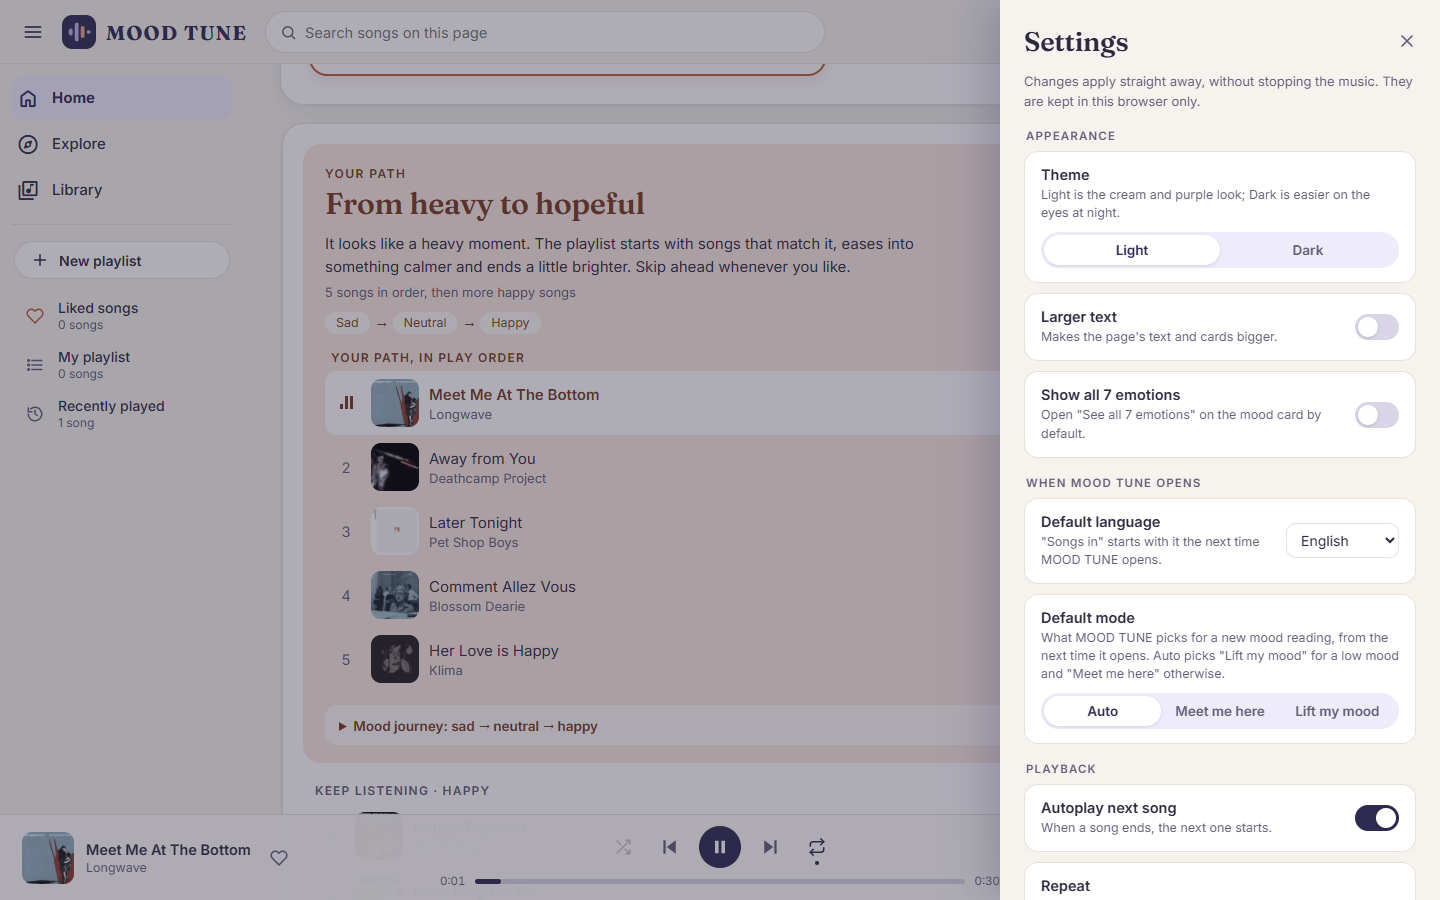 MOOD TUNE
Search songs on this page
Home
Explore
Library
New playlist
Liked songs
0 songs
My playlist
0 songs
Recently played
1 song
YOUR PATH
From heavy to hopeful
It looks like a heavy moment. The playlist starts with songs that match it, eases into
something calmer and ends a little brighter. Skip ahead whenever you like.
5 songs in order, then more happy songs
Sad → Neutral → Happy
YOUR PATH, IN PLAY ORDER
Meet Me At The Bottom
Longwave
2
Away from You
Deathcamp Project
3
Later Tonight
Pet Shop Boys
4
Comment Allez Vous
Blossom Dearie
5
Her Love is Happy
Klima
Mood journey: sad → neutral → happy
KEEP LISTENING · HAPPY
Meet Me At The Bottom
Longwave
0:01
0:30
Settings
Changes apply straight away, without stopping the music. They
are kept in this browser only.
APPEARANCE
Theme
Light is the cream and purple look; Dark is easier on the
eyes at night.
Light Dark
Larger text
Makes the page's text and cards bigger.
Show all 7 emotions
Open "See all 7 emotions" on the mood card by
default.
WHEN MOOD TUNE OPENS
Default language
"Songs in" starts with it the next time
MOOD TUNE opens.
English
Default mode
What MOOD TUNE picks for a new mood reading, from the
next time it opens. Auto picks "Lift my mood" for a low mood
and "Meet me here" otherwise.
Auto Meet me here Lift my mood
PLAYBACK
Autoplay next song
When a song ends, the next one starts.
Repeat